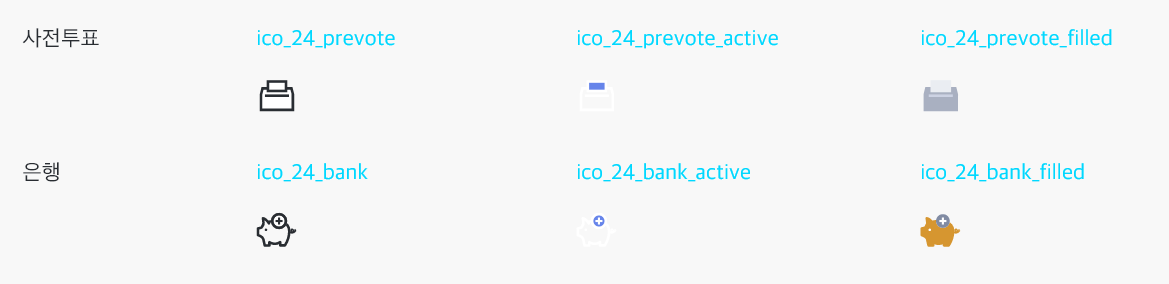 사전투표 ico_24_prevote ico_24_prevote_active ico_24_prevote_filled
은행 ico_24_bank ico_24_bank_active ico_24_bank_filled